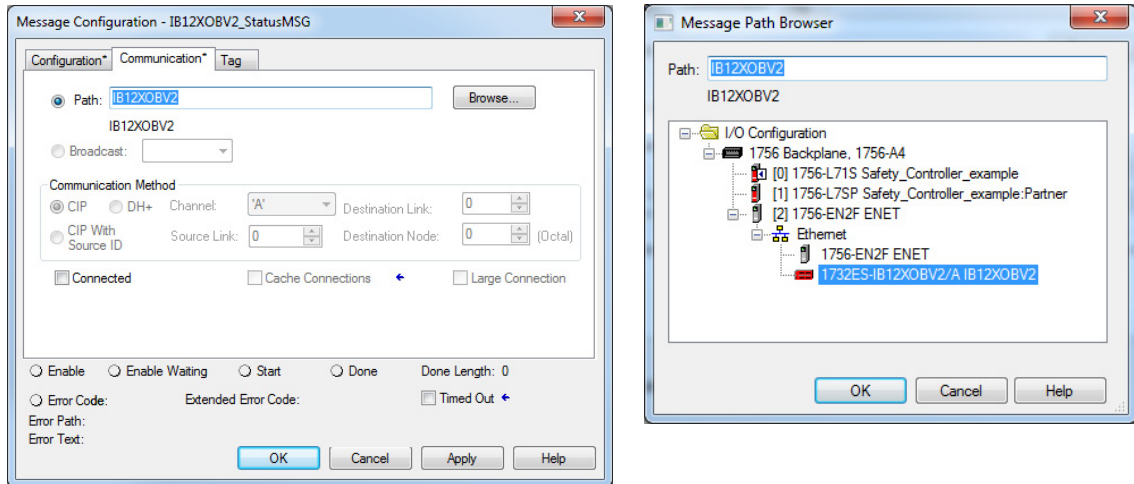 Message Configuration - IB12XOBV2_StatusMSG
Configuration* Communication* Tag
Path: IB12XOBV2 Browse...
IB12XOBV2
Broadcast:
Communication Method
CIP DH+ Channel: 'A' Destination Link: 0
CIP With Source ID Source Link: 0 Destination Node: 0 (Octal)
Connected Cache Connections ← Large Connection
Enable Enable Waiting Start Done Done Length: 0
Error Code: Extended Error Code: Timed Out ←
Error Path:
Error Text:
OK Cancel Apply Help
Message Path Browser
Path: IB12XOBV2
IB12XOBV2
I/O Configuration
1756 Backplane, 1756-A4
[0] 1756-L71S Safety_Controller_example
[1] 1756-L7SP Safety_Controller_example:Partner
[2] 1756-EN2F ENET
Ethernet
1756-EN2F ENET
1732ES-IB12XOBV2/A IB12XOBV2
OK Cancel Help